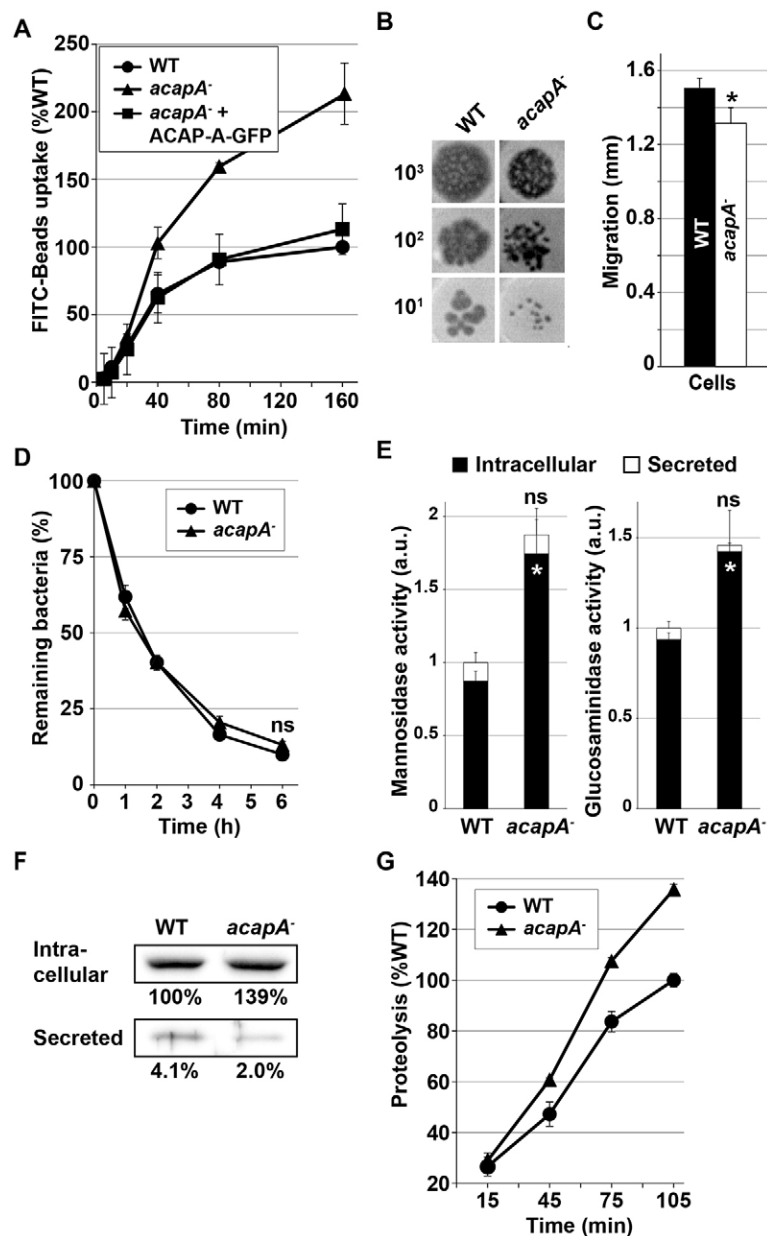 A
FITC-Beads uptake (%WT)
250
200
150
100
50
0
0
40
80
120
160
Time (min)
WT
acapA-
acapA- +
ACAP-A-GFP
B
WT
acapA-
10³
10²
10¹
C
Migration (mm)
1.6
1.2
0.8
0.4
0
WT
acapA-
*
Cells
D
Remaining bacteria (%)
100
75
50
25
0
0 1 2 3 4 5 6
Time (h)
WT
acapA-
ns
E
Intracellular
Secreted
Mannosidase activity (a.u.)
2
1.5
1
0.5
0
ns
*
WT
acapA-
Glucosaminidase activity (a.u.)
1.5
1
1.5
0
ns
*
WT
acapA-
F
WT
acapA-
Intra-
cellular
100%
139%
Secreted
4.1%
2.0%
G
Proteolysis (%WT)
140
120
100
80
60
40
20
15
45
75
105
Time (min)
WT
acapA-